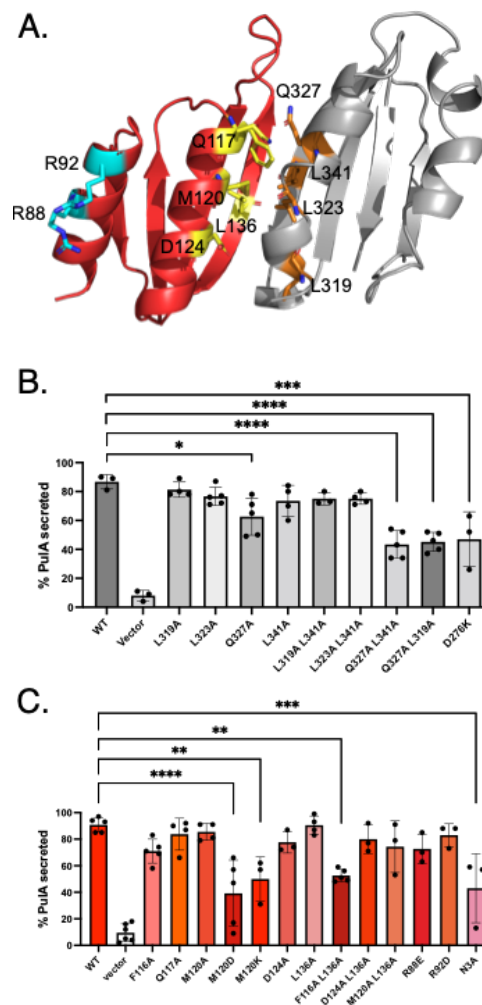 A.
Q327
Q117
R92
L341
M120
R88
L323
L136
D124
L319
B.
***
****
****
*
% PulA secreted
100
80
60
40
20
0
WT
Vector
L319A
L323A
Q327A
L341A
L319A L341A
L323A L341A
Q327A L341A
Q327A L319A
D276K
C.
***
**
**
****
% PulA secreted
100
80
60
40
20
0
WT
vector
F116A
Q117A
M120A
M120D
M120K
D124A
L136A
F116A L136A
D124A L136A
M120A L136A
R88E
R92D
N3A